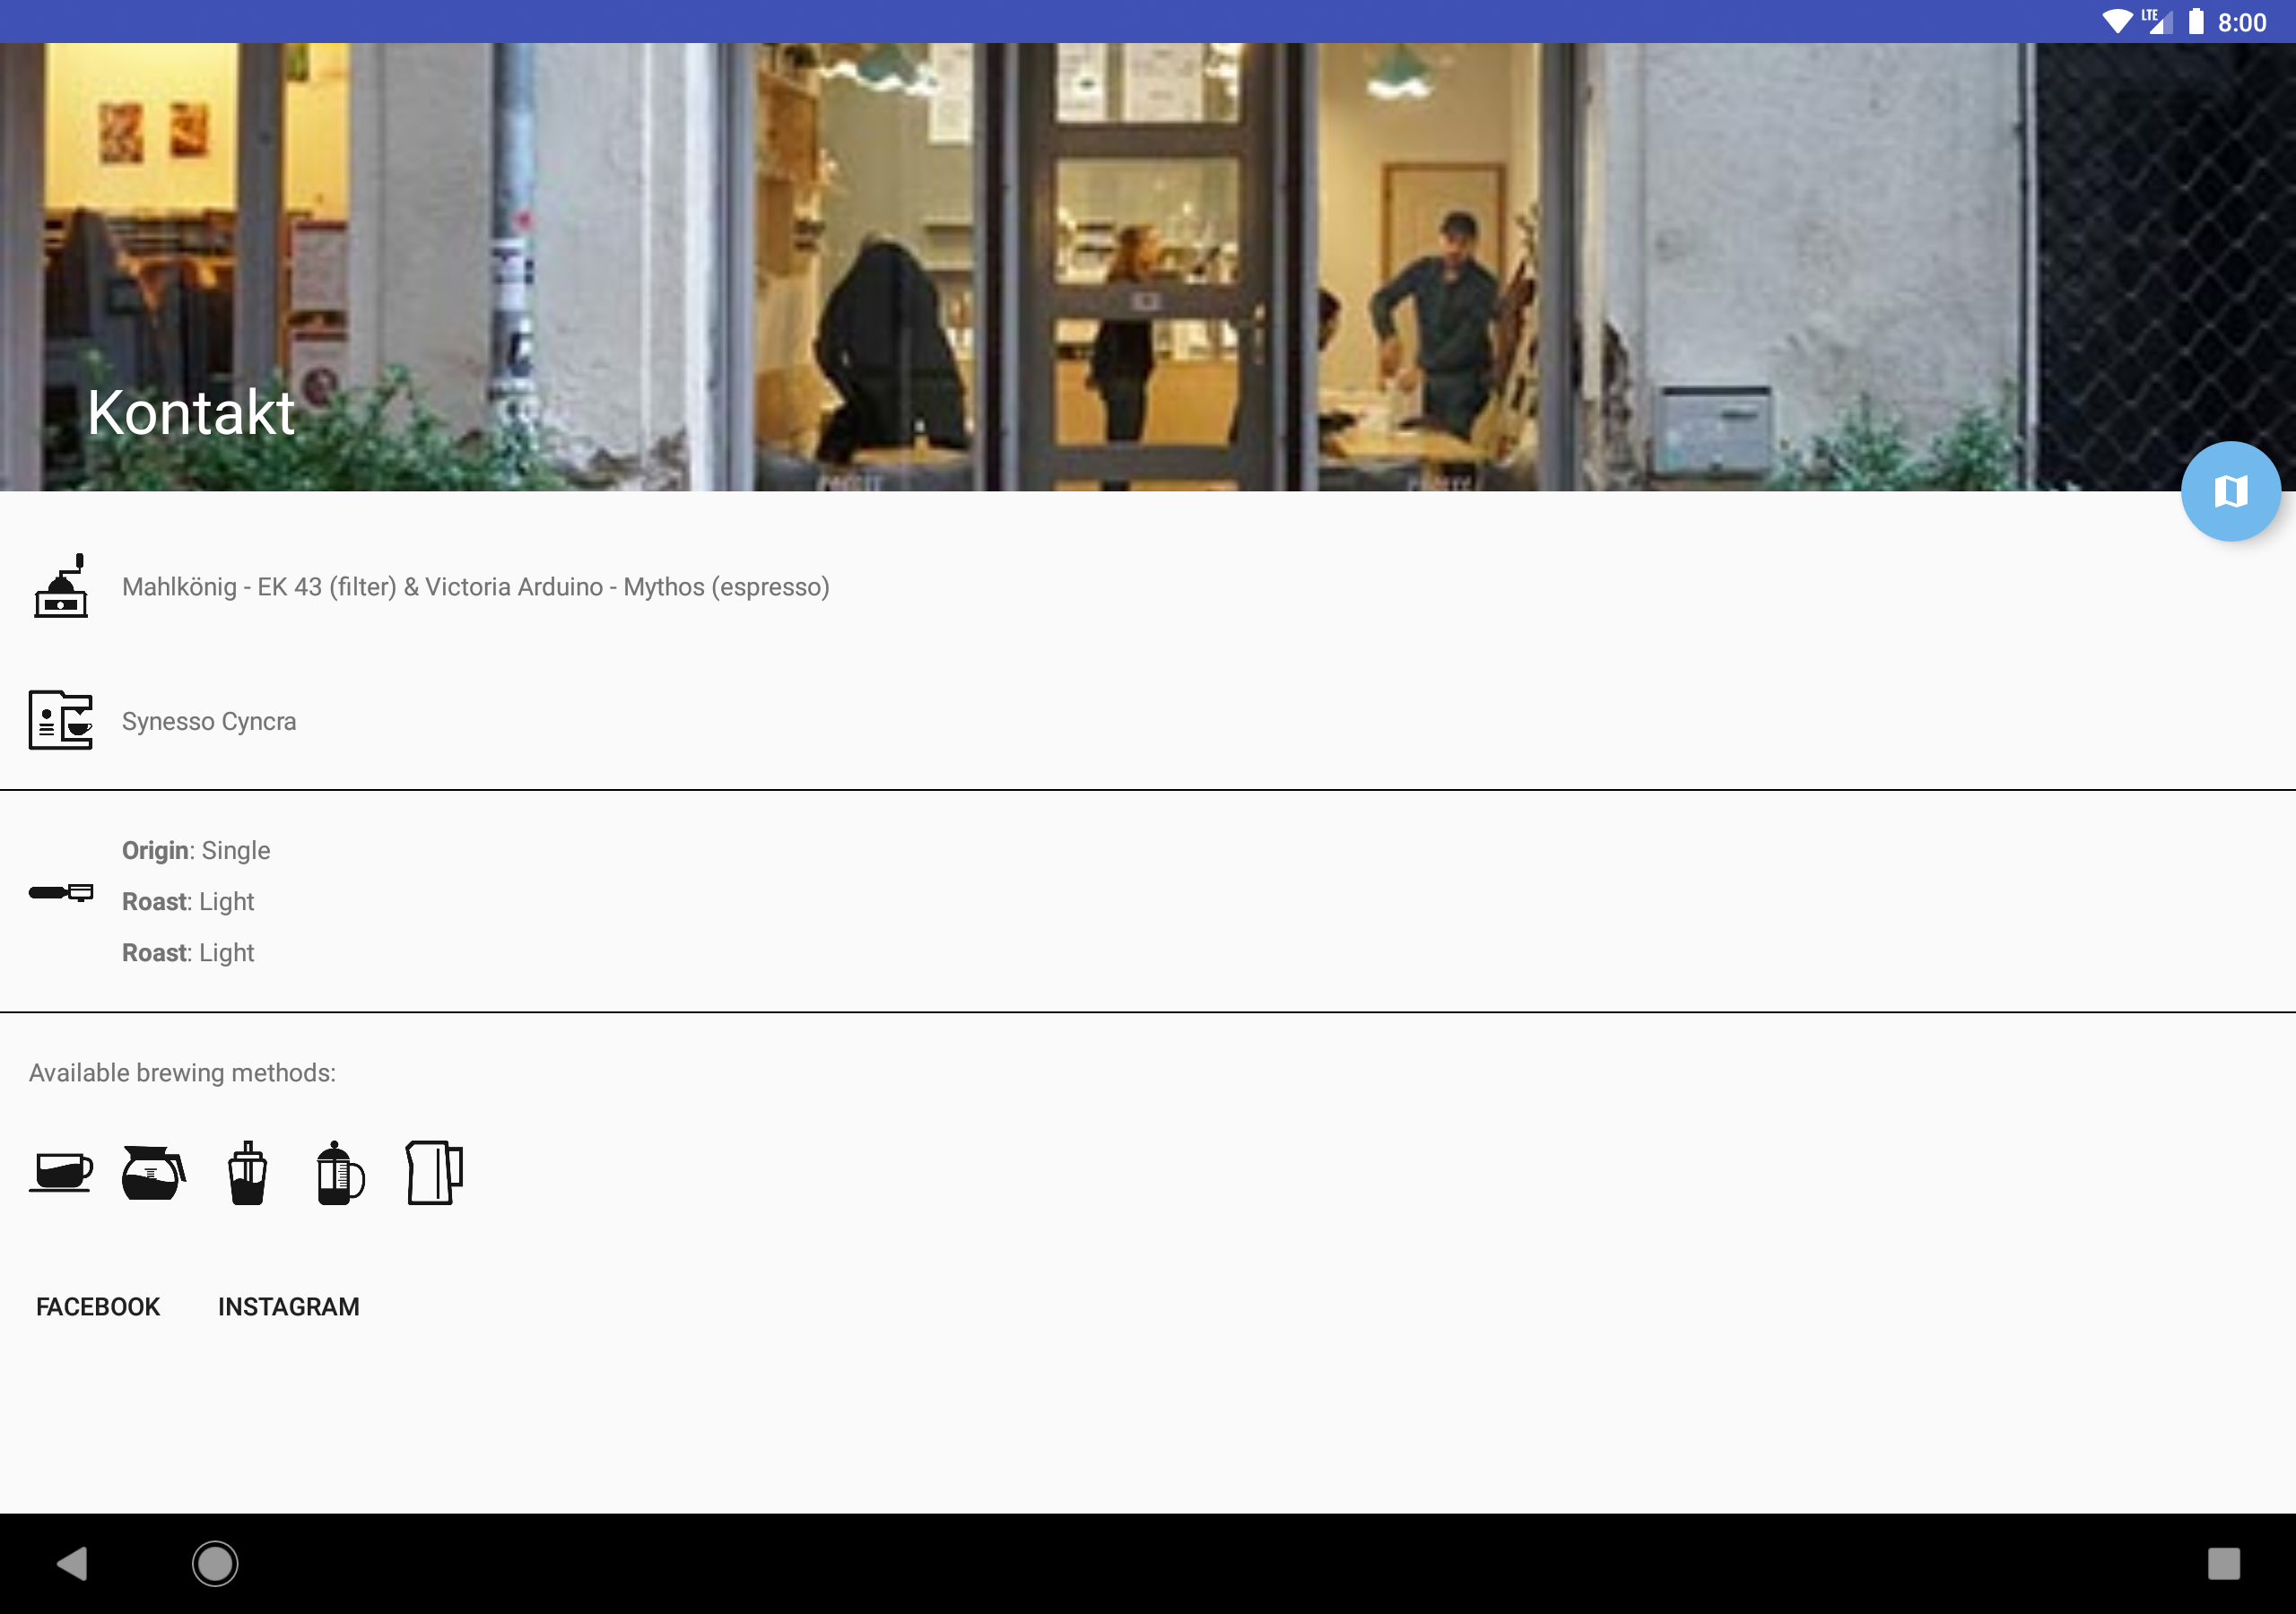 LTE 8:00
Kontakt
Mahlkönig - EK 43 (filter) & Victoria Arduino - Mythos (espresso)
Synesso Cyncra
Origin: Single
Roast: Light
Roast: Light
Available brewing methods:
FACEBOOK INSTAGRAM